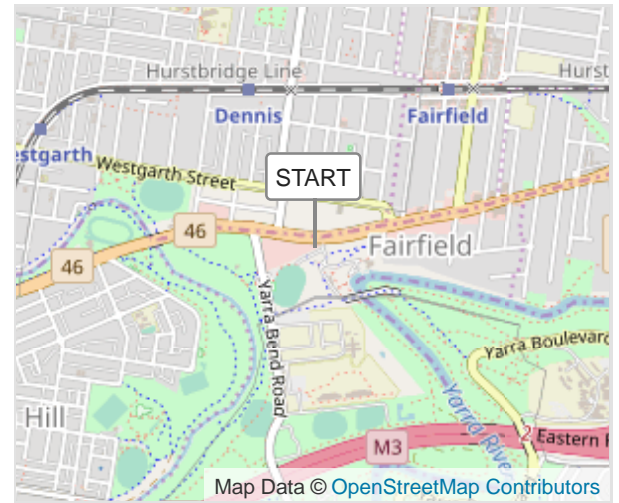 Hurstbridge Line
Hurst
Dennis
Fairfield
estgarth
Westgarth Street
START
46
46
Fairfield
Yarra Bend Road
Yarra Boulevard
Yarra River
Hill
M3
2
Eastern F
Map Data © OpenStreetMap Contributors